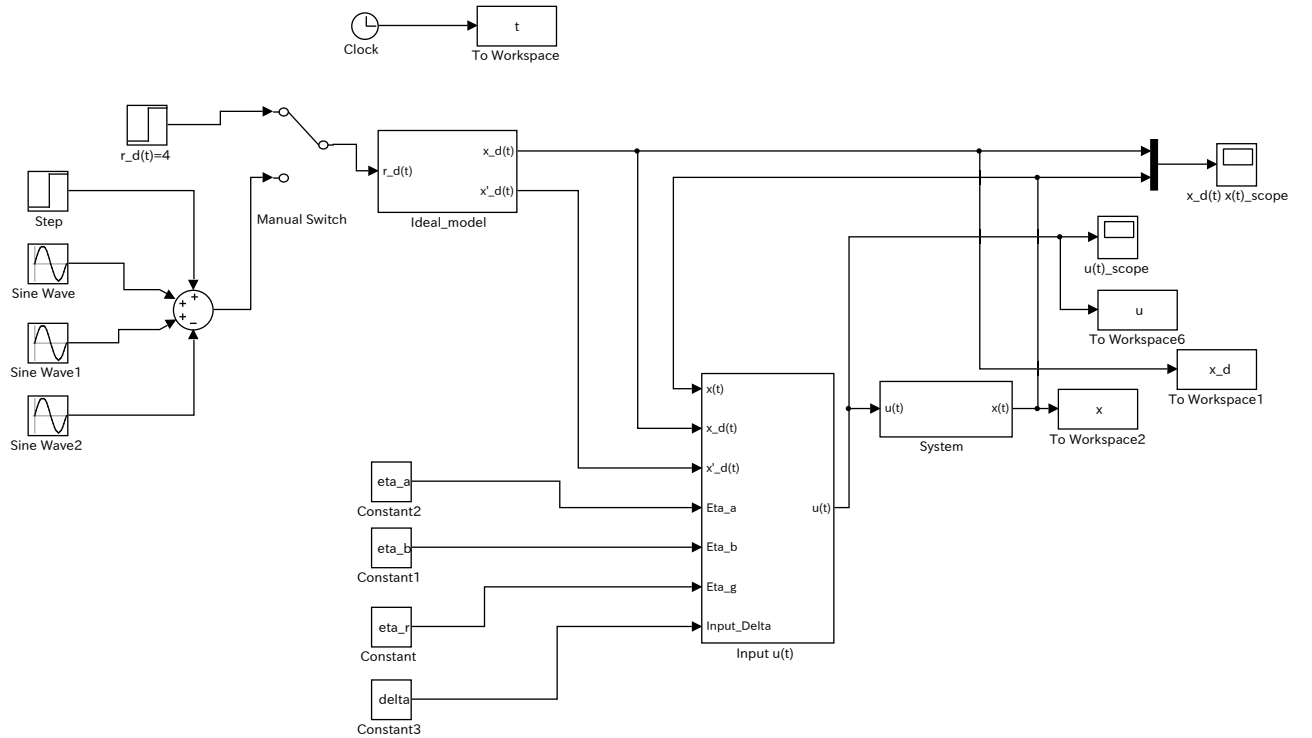 t
Clock
To Workspace
r_d(t)=4
x_d(t)
r_d(t)
x'_d(t)
Ideal_model
x_d(t) x(t)_scope
Step
Manual Switch
u(t)_scope
Sine Wave
+
+
+
−
u
To Workspace6
Sine Wave1
x_d
To Workspace1
x(t)
u(t)
x(t)
x
System
To Workspace2
Sine Wave2
x_d(t)
x'_d(t)
eta_a
Constant2
Eta_a
u(t)
eta_b
Constant1
Eta_b
Eta_g
eta_r
Constant
Input_Delta
Input u(t)
delta
Constant3